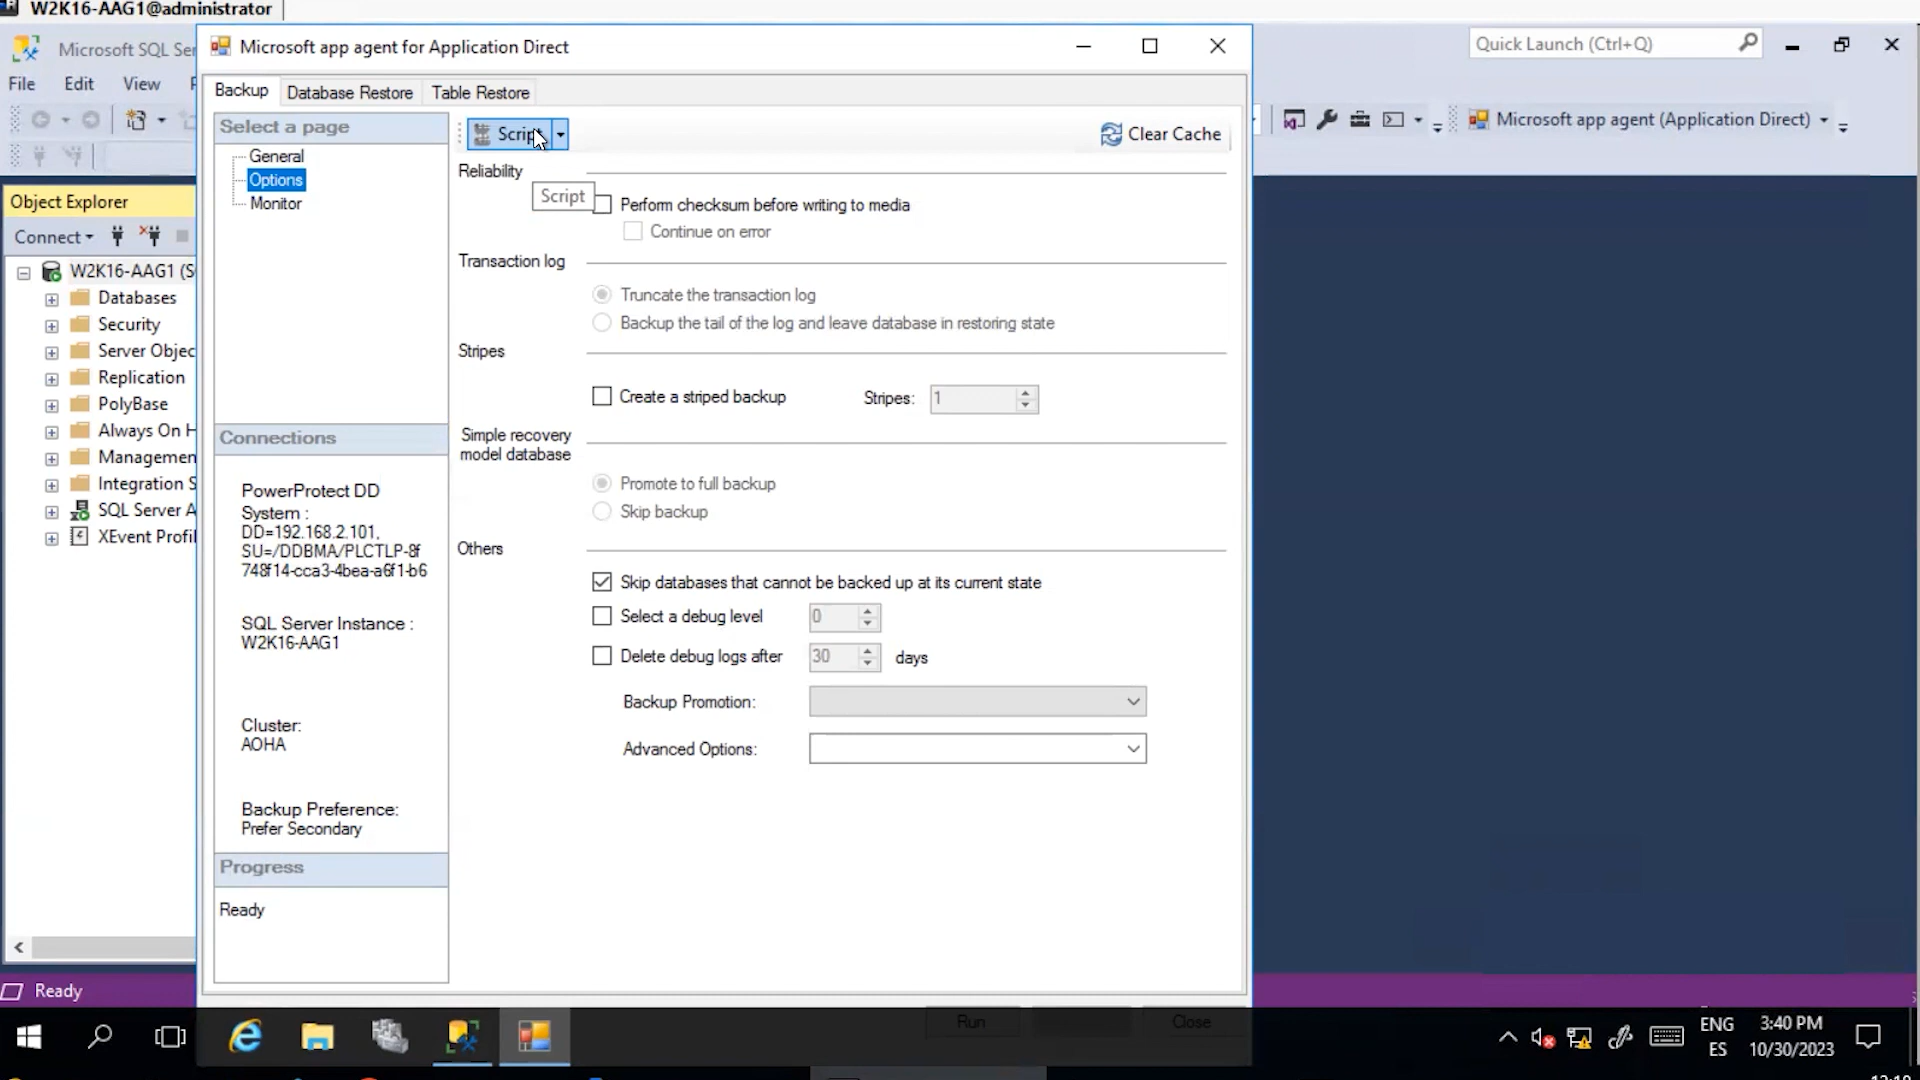 W2K16-AAG1@administrator
Microsoft SQL Ser
Quick Launch (Ctrl+Q)
File Edit View
Microsoft app agent (Application Direct)
Object Explorer
Connect
W2K16-AAG1 (S
Databases
Security
Server Objec
Replication
PolyBase
Always On H
Managemen
Integration S
SQL Server A
XEvent Profil
Ready
Microsoft app agent for Application Direct
Backup Database Restore Table Restore
Select a page
General
Options
Monitor
Connections
PowerProtect DD
System :
DD=192.168.2.101,
SU=/DDBMA/PLCTLP-8f
748f14-cca3-4bea-a6f1-b6
SQL Server Instance :
W2K16-AAG1
Cluster:
AOHA
Backup Preference:
Prefer Secondary
Progress
Ready
Script
Clear Cache
Script
Reliability
Perform checksum before writing to media
Continue on error
Transaction log
Truncate the transaction log
Backup the tail of the log and leave database in restoring state
Stripes
Create a striped backup Stripes: 1
Simple recovery
model database
Promote to full backup
Skip backup
Others
Skip databases that cannot be backed up at its current state
Select a debug level 0
Delete debug logs after 30 days
Backup Promotion:
Advanced Options:
Run Close
ENG
ES
3:40 PM
10/30/2023